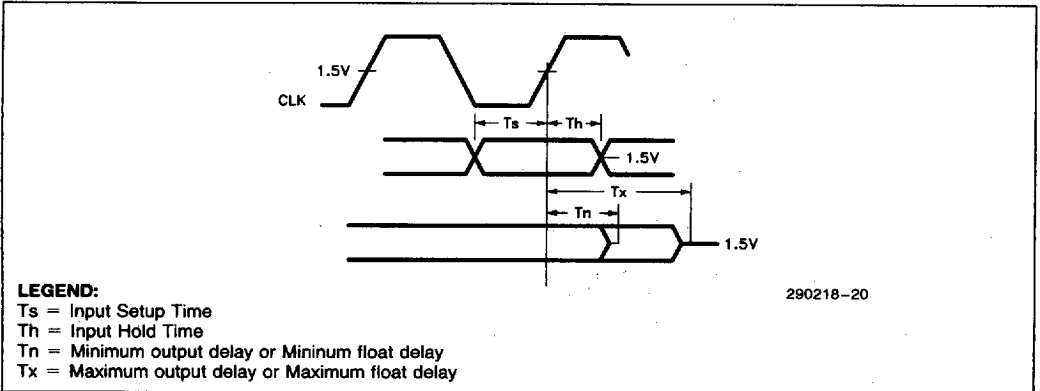 1.5V
CLK
Ts
Th
1.5V
Tx
Tn
1.5V
LEGEND:
290218–20
Ts = Input Setup Time
Th = Input Hold Time
Tn = Minimum output delay or Mininum float delay
Tx = Maximum output delay or Maximum float delay